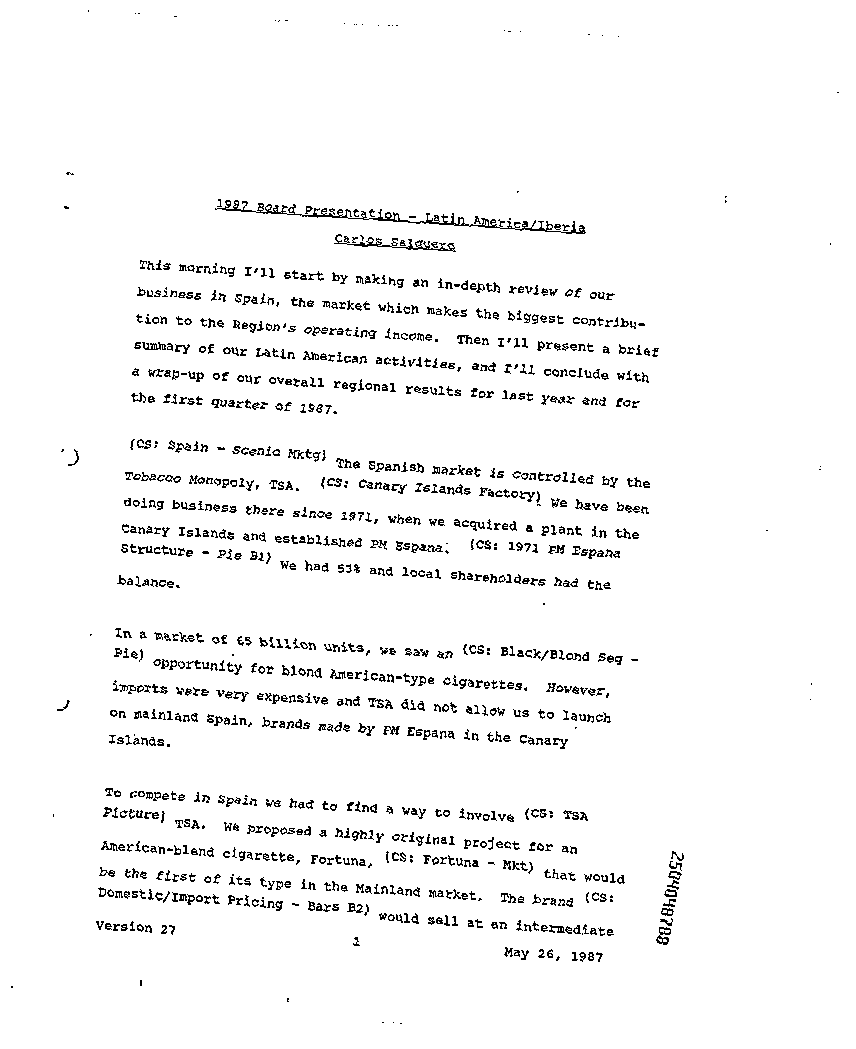 1987 Board Presentation - Latin America/Iberia
Carlos Salguero
This morning I'll start by making an in-depth review of our
business in Spain, the market which makes the biggest contribu-
tion to the Region's operating income. Then I'll present a brief
summary of our Latin American activities, and I'll conclude with
a wrap-up of our overall regional results for last year and for
the first quarter of 1987.
(CS: Spain - Scenic Mktg) The Spanish market is controlled by the
Tobacco Monopoly, TSA. (CS: Canary Islands Factory) We have been
doing business there since 1971, when we acquired a plant in the
Canary Islands and established PM Espana. (CS: 1971 PM Espana
Structure - Pie B1) We had 53% and local shareholders had the
balance.
In a market of 65 billion units, we saw an (CS: Black/Blond Seg -
Pie) opportunity for blond American-type cigarettes. However,
imports were very expensive and TSA did not allow us to launch
on mainland Spain, brands made by PM Espana in the Canary
Islands.
To compete in Spain we had to find a way to involve (CS: TSA
Picture) TSA. We proposed a highly original project for an
American-blend cigarette, Fortuna, (CS: Fortuna - Mkt) that would
be the first of its type in the Mainland market. The brand (CS:
Domestic/Import Pricing - Bars B2) would sell at an intermediate
Version 27
1
May 26, 1987
2504048788